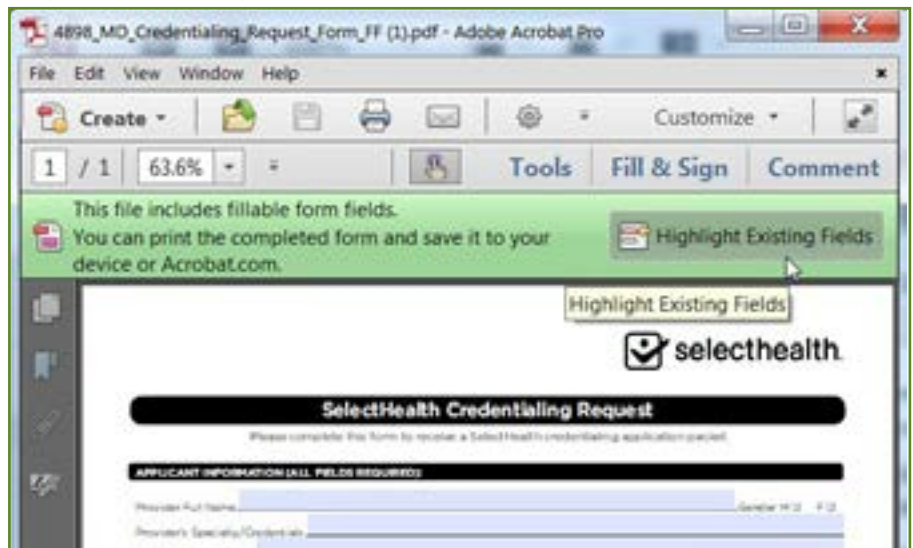 4898_MD_Credentialing_Request_Form_FF (1).pdf - Adobe Acrobat Pro
File Edit View Window Help
Create Customize
1 / 1 63.6% Tools Fill & Sign Comment
This file includes fillable form fields.
You can print the completed form and save it to your
device or Acrobat.com.
Highlight Existing Fields
Highlight Existing Fields
selecthealth.
SelectHealth Credentialing Request
Please complete this form to receive a SelectHealth credentialing application packet.
APPLICANT INFORMATION (ALL FIELDS REQUIRED)
Provider Full Name Gender M F
Provider's Specialty/Credentials